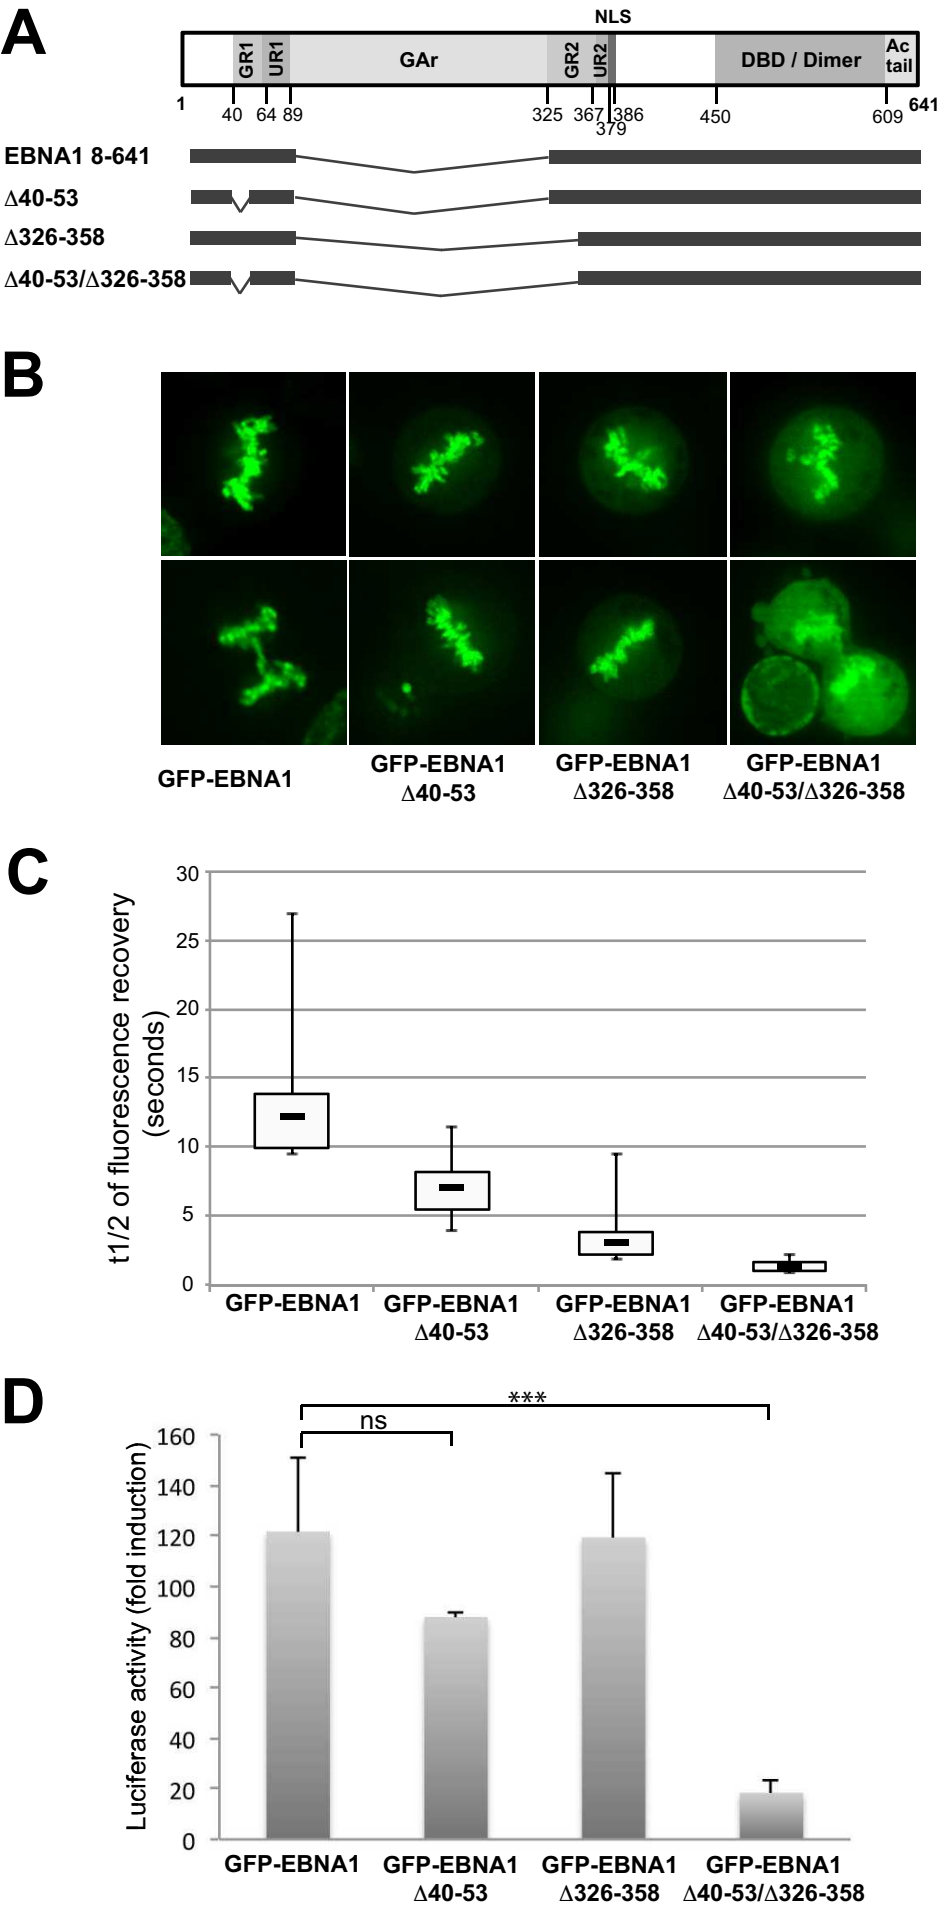 A
NLS
GR1
UR1
GAr
GR2
UR2
DBD / Dimer
Ac
tail
1
40
64
89
325
367
386
379
450
609
641
EBNA1 8-641
Δ40-53
Δ326-358
Δ40-53/Δ326-358
B
GFP-EBNA1
GFP-EBNA1
Δ40-53
GFP-EBNA1
Δ326-358
GFP-EBNA1
Δ40-53/Δ326-358
C
t1/2 of fluorescence recovery
(seconds)
30
25
20
15
10
5
0
GFP-EBNA1
GFP-EBNA1
Δ40-53
GFP-EBNA1
Δ326-358
GFP-EBNA1
Δ40-53/Δ326-358
D
***
ns
Luciferase activity (fold induction)
160
140
120
100
80
60
40
20
0
GFP-EBNA1
GFP-EBNA1
Δ40-53
GFP-EBNA1
Δ326-358
GFP-EBNA1
Δ40-53/Δ326-358